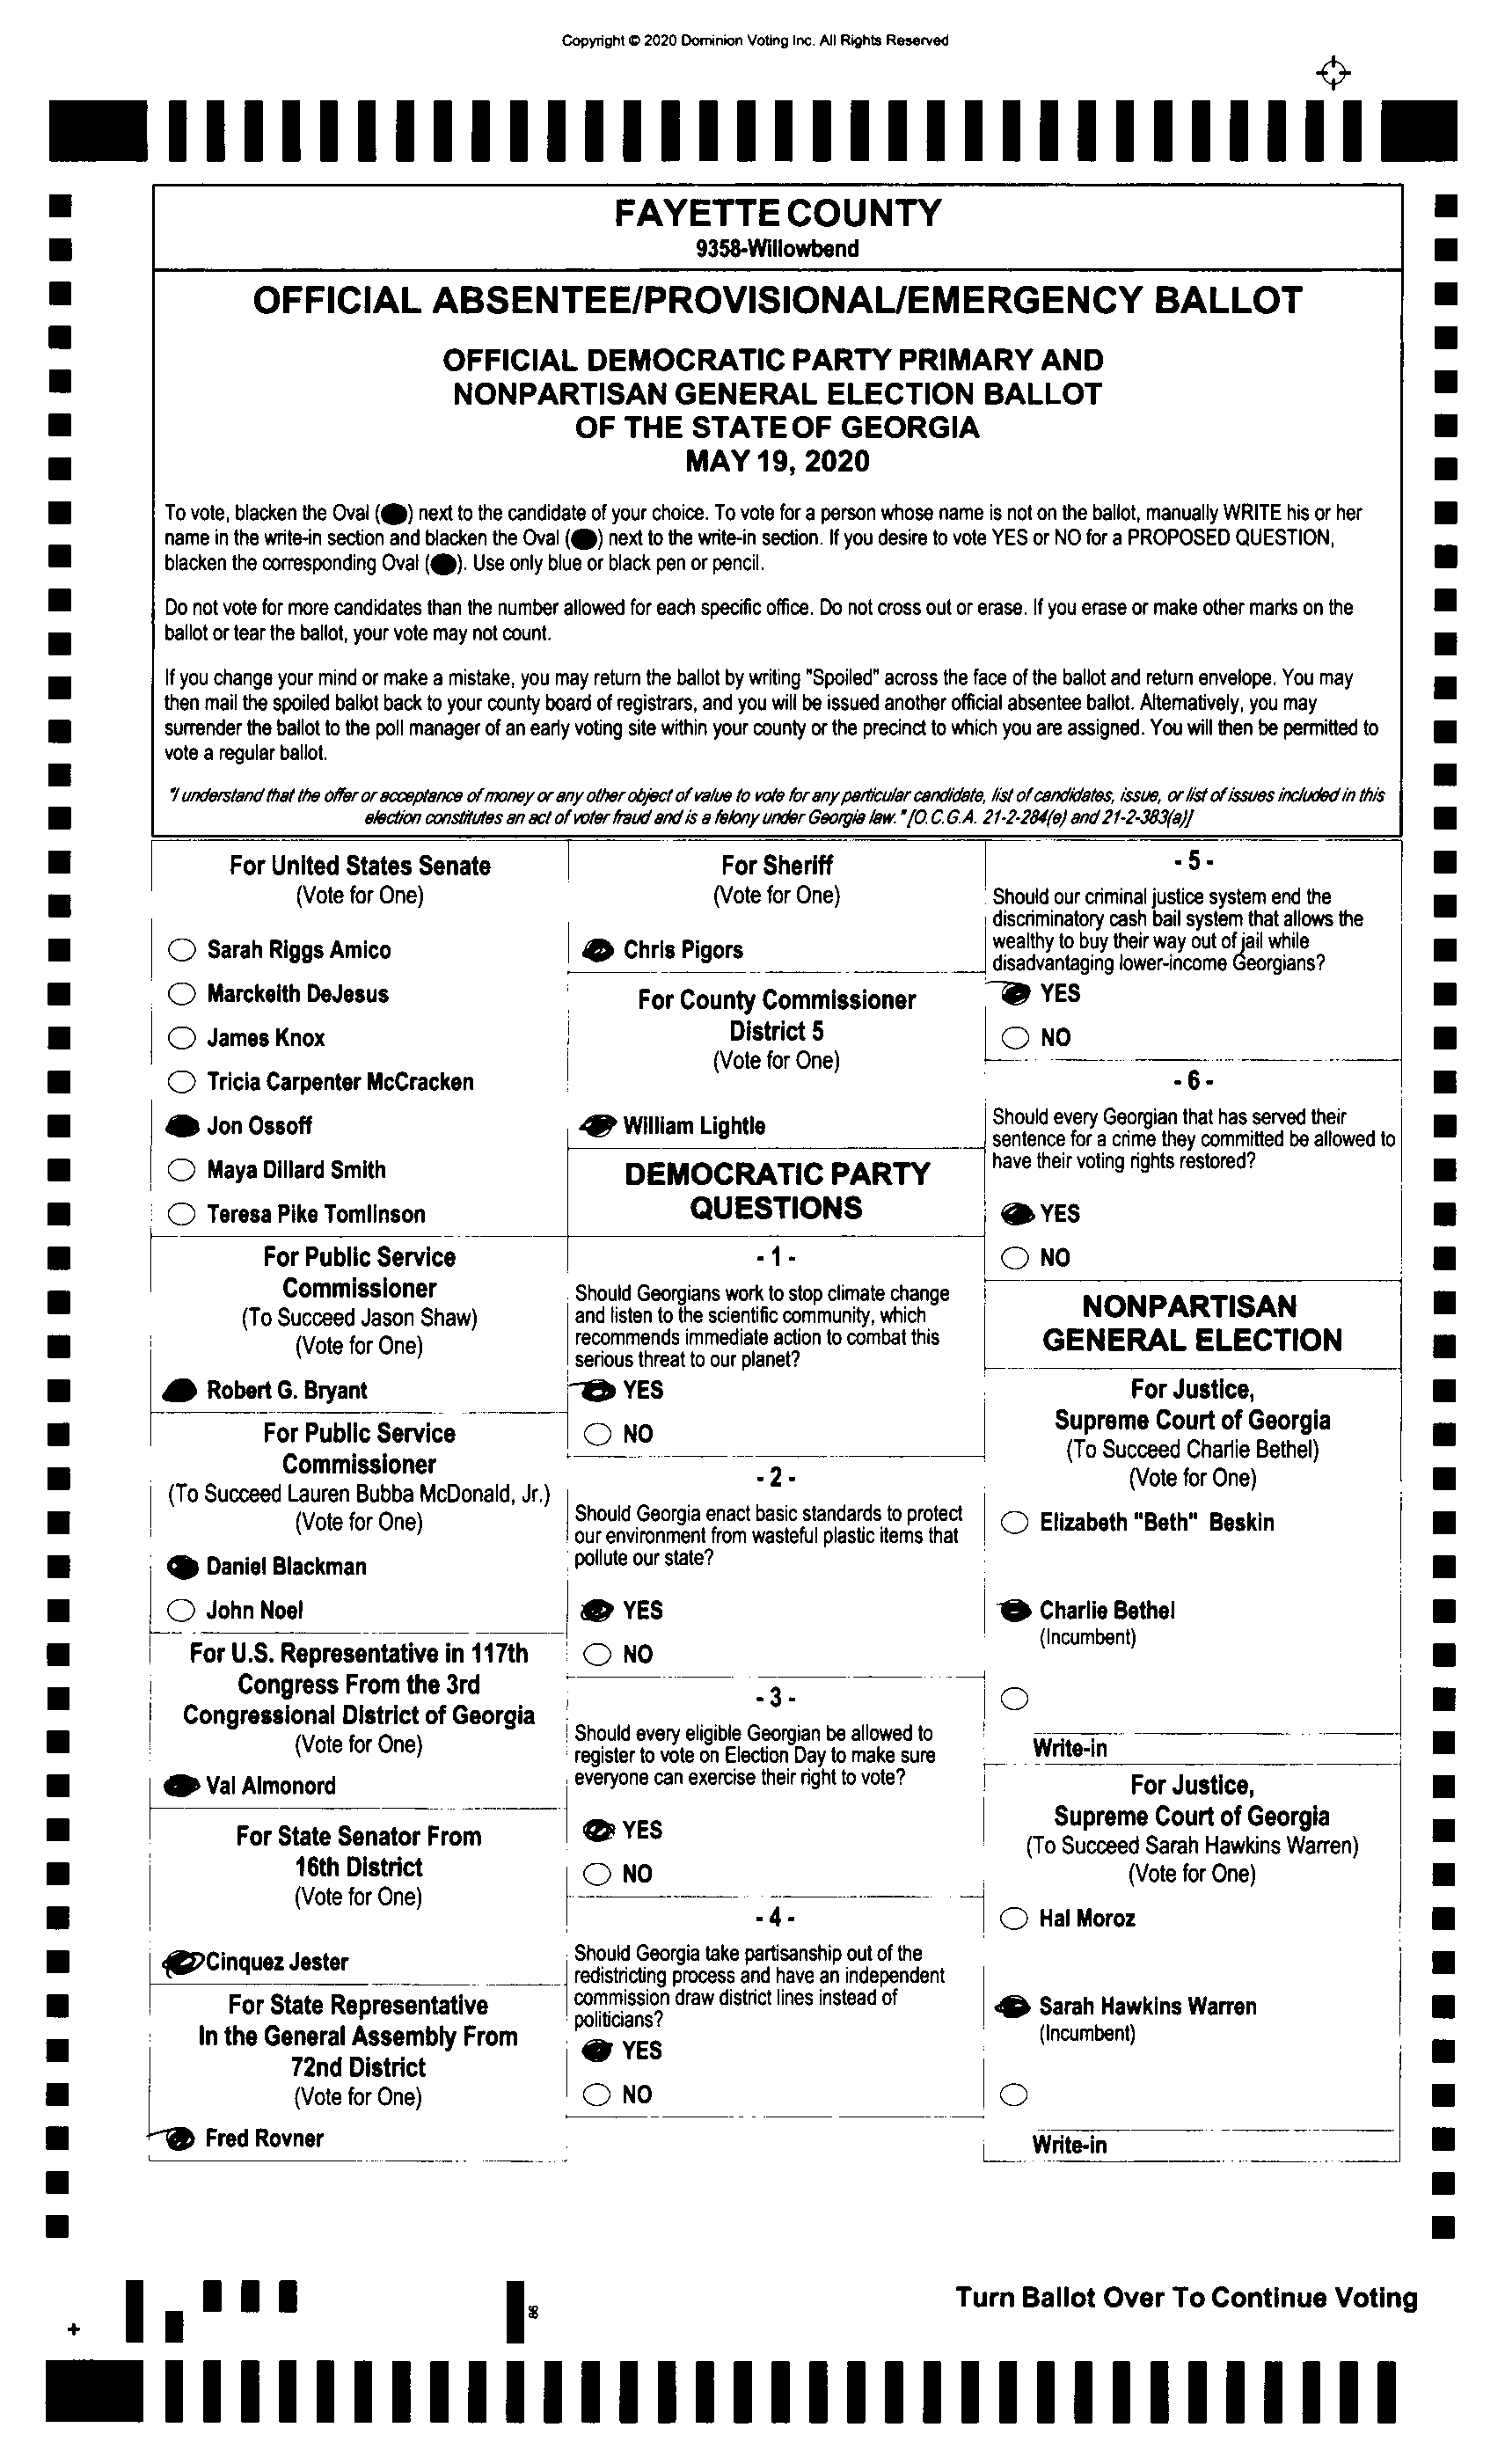 Copyright © 2020 Dominion Voting Inc. All Rights Reserved
FAYETTE COUNTY
9358-Willowbend
OFFICIAL ABSENTEE/PROVISIONAL/EMERGENCY BALLOT
OFFICIAL DEMOCRATIC PARTY PRIMARY AND
NONPARTISAN GENERAL ELECTION BALLOT
OF THE STATE OF GEORGIA
MAY 19, 2020
To vote, blacken the Oval ( ) next to the candidate of your choice. To vote for a person whose name is not on the ballot, manually WRITE his or her
name in the write-in section and blacken the Oval ( ) next to the write-in section. If you desire to vote YES or NO for a PROPOSED QUESTION,
blacken the corresponding Oval ( ). Use only blue or black pen or pencil.
Do not vote for more candidates than the number allowed for each specific office. Do not cross out or erase. If you erase or make other marks on the
ballot or tear the ballot, your vote may not count.
If you change your mind or make a mistake, you may return the ballot by writing "Spoiled" across the face of the ballot and return envelope. You may
then mail the spoiled ballot back to your county board of registrars, and you will be issued another official absentee ballot. Alternatively, you may
surrender the ballot to the poll manager of an early voting site within your county or the precinct to which you are assigned. You will then be permitted to
vote a regular ballot.
"I understand that the offer or acceptance of money or any other object of value to vote for any particular candidate, list of candidates, issue, or list of issues included in this
election constitutes an act of voter fraud and is a felony under Georgia law." [O.C.G.A. 21-2-284(e) and 21-2-383(a)]
For United States Senate
(Vote for One)
Sarah Riggs Amico
Marckeith DeJesus
James Knox
Tricia Carpenter McCracken
Jon Ossoff
Maya Dillard Smith
Teresa Pike Tomlinson
For Public Service
Commissioner
(To Succeed Jason Shaw)
(Vote for One)
Robert G. Bryant
For Public Service
Commissioner
(To Succeed Lauren Bubba McDonald, Jr.)
(Vote for One)
Daniel Blackman
John Noel
For U.S. Representative in 117th
Congress From the 3rd
Congressional District of Georgia
(Vote for One)
Val Almonord
For State Senator From
16th District
(Vote for One)
Cinquez Jester
For State Representative
In the General Assembly From
72nd District
(Vote for One)
Fred Rovner
For Sheriff
(Vote for One)
Chris Pigors
For County Commissioner
District 5
(Vote for One)
William Lightle
DEMOCRATIC PARTY
QUESTIONS
- 1 -
Should Georgians work to stop climate change
and listen to the scientific community, which
recommends immediate action to combat this
serious threat to our planet?
YES
NO
- 2 -
Should Georgia enact basic standards to protect
our environment from wasteful plastic items that
pollute our state?
YES
NO
- 3 -
Should every eligible Georgian be allowed to
register to vote on Election Day to make sure
everyone can exercise their right to vote?
YES
NO
- 4 -
Should Georgia take partisanship out of the
redistricting process and have an independent
commission draw district lines instead of
politicians?
YES
NO
- 5 -
Should our criminal justice system end the
discriminatory cash bail system that allows the
wealthy to buy their way out of jail while
disadvantaging lower-income Georgians?
YES
NO
- 6 -
Should every Georgian that has served their
sentence for a crime they committed be allowed to
have their voting rights restored?
YES
NO
NONPARTISAN
GENERAL ELECTION
For Justice,
Supreme Court of Georgia
(To Succeed Charlie Bethel)
(Vote for One)
Elizabeth "Beth" Beskin
Charlie Bethel
(Incumbent)
Write-in
For Justice,
Supreme Court of Georgia
(To Succeed Sarah Hawkins Warren)
(Vote for One)
Hal Moroz
Sarah Hawkins Warren
(Incumbent)
Write-in
Turn Ballot Over To Continue Voting